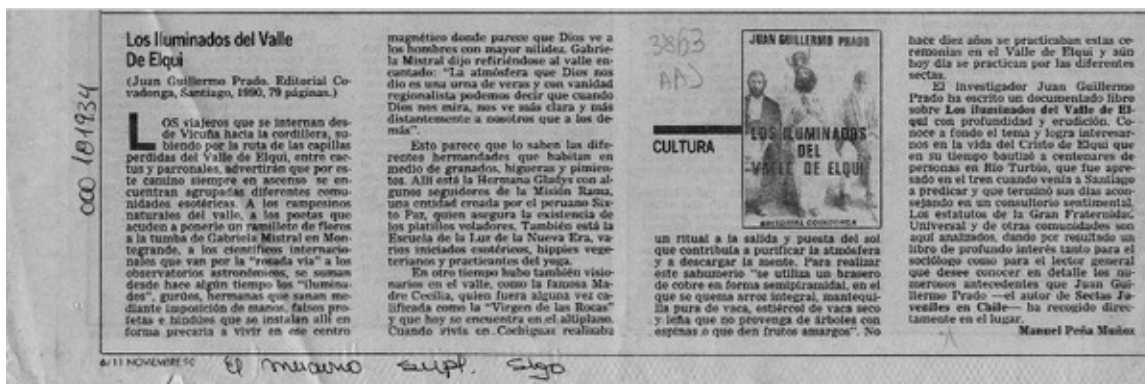 Los Iluminados del Valle
De Elqui
(Juan Guillermo Prado. Editorial Co-
vadonga, Santiago, 1990, 79 páginas.)
LOS viajeros que se internan des-
de Vicuña hacia la cordillera, su-
biendo por la ruta de las capillas
perdidas del Valle de Elqui, entre cac-
tus y parronales, advertirán que por es-
te camino siempre en ascenso se en-
cuentran agrupadas diferentes comu-
nidades esotéricas. A los campesinos
naturales del valle, a los poetas que
acuden a ponerle un ramillete de flores
a la tumba de Gabriela Mistral en Mon-
tegrande, a los científicos internacio-
nales que van por la "rosada vía" a los
observatorios astronómicos, se suman
desde hace algún tiempo los "ilumina-
dos", gurúes, hermanas que sanan me-
diante imposición de manos, falsos pro-
fetas e hindúes que se instalan allí en
forma precaria a vivir en ese centro
magnético donde parece que Dios ve a
los hombres con mayor nitidez. Gabrie-
la Mistral dijo refiriéndose al valle en-
cantado: "La atmósfera que Dios nos
dio es una urna de veras y con vanidad
regionalista podemos decir que cuando
Dios nos mira, nos ve más clara y más
distantemente a nosotros que a los de-
más".
Esto parece que lo saben las dife-
rentes hermandades que habitan en
medio de granados, higueras y pimien-
tos. Allí está la Hermana Gladys con al-
gunos seguidores de la Misión Rama,
una entidad creada por el peruano Six-
to Paz, quien asegura la existencia de
los platillos voladores. También está la
Escuela de la Luz de la Nueva Era, va-
rios iniciados esotéricos, hippies vege-
terianos y practicantes del yoga.
En otro tiempo hubo también visio-
narios en el valle, como la famosa Ma-
dre Cecilia, quien fuera alguna vez ca-
lificada como la "Virgen de las Rocas"
y que hoy se encuentra en el altiplano.
Cuando vivía en Cochiguaz realizaba
3863
AAJ
CULTURA
JUAN GUILLERMO PRADO
LOS ILUMINADOS
DEL
VALLE DE ELQUI
EDITORIAL COVADONGA
un ritual a la salida y puesta del sol
que contribuía a purificar la atmósfera
y a descargar la mente. Para realizar
este sahumerio "se utiliza un brasero
de cobre en forma semipiramidal, en el
que se quema arroz integral, mantequi-
lla pura de vaca, estiércol de vaca seco
y leña que no provenga de árboles con
espinas o que den frutos amargos". No
hace diez años se practicaban estas ce-
remonias en el Valle de Elqui y aún
hoy día se practican por las diferentes
sectas.
El investigador Juan Guillermo
Prado ha escrito un documentado libro
sobre Los iluminados del Valle de El-
qui con profundidad y erudición. Co-
noce a fondo el tema y logra interesar-
nos en la vida del Cristo de Elqui que
en su tiempo bautizó a centenares de
personas en Río Turbio, que fue apre-
sado en el tren cuando venía a Santiago
a predicar y que terminó sus días acon-
sejando en un consultorio sentimental.
Los estatutos de la Gran Fraternidad
Universal y de otras comunidades son
aquí analizados, dando por resultado un
libro de profundo interés tanto para el
sociólogo como para el lector general
que desee conocer en detalle los nu-
merosos antecedentes que Juan Gui-
llermo Prado —el autor de Sectas Ju-
veniles en Chile— ha recogido direc-
tamente en el lugar.
Manuel Peña Muñoz
000 181934
6/11 NOVIEMBRE 90
El Mercurio supl. Sigo